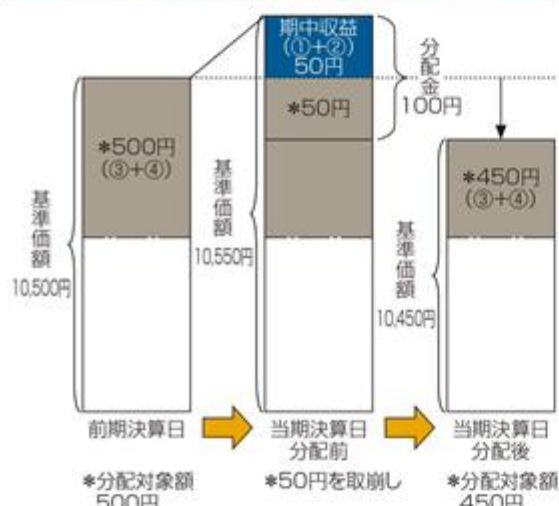 期中収益
(①+②)
50円
*50円
分配金
100円
*500円
(③+④)
基準価額
10,500円
基準価額
10,550円
*450円
(③+④)
基準価額
10,450円
前期決算日
当期決算日
分配前
当期決算日
分配後
*分配対象額
500円
*50円を取崩し
*分配対象額
450円